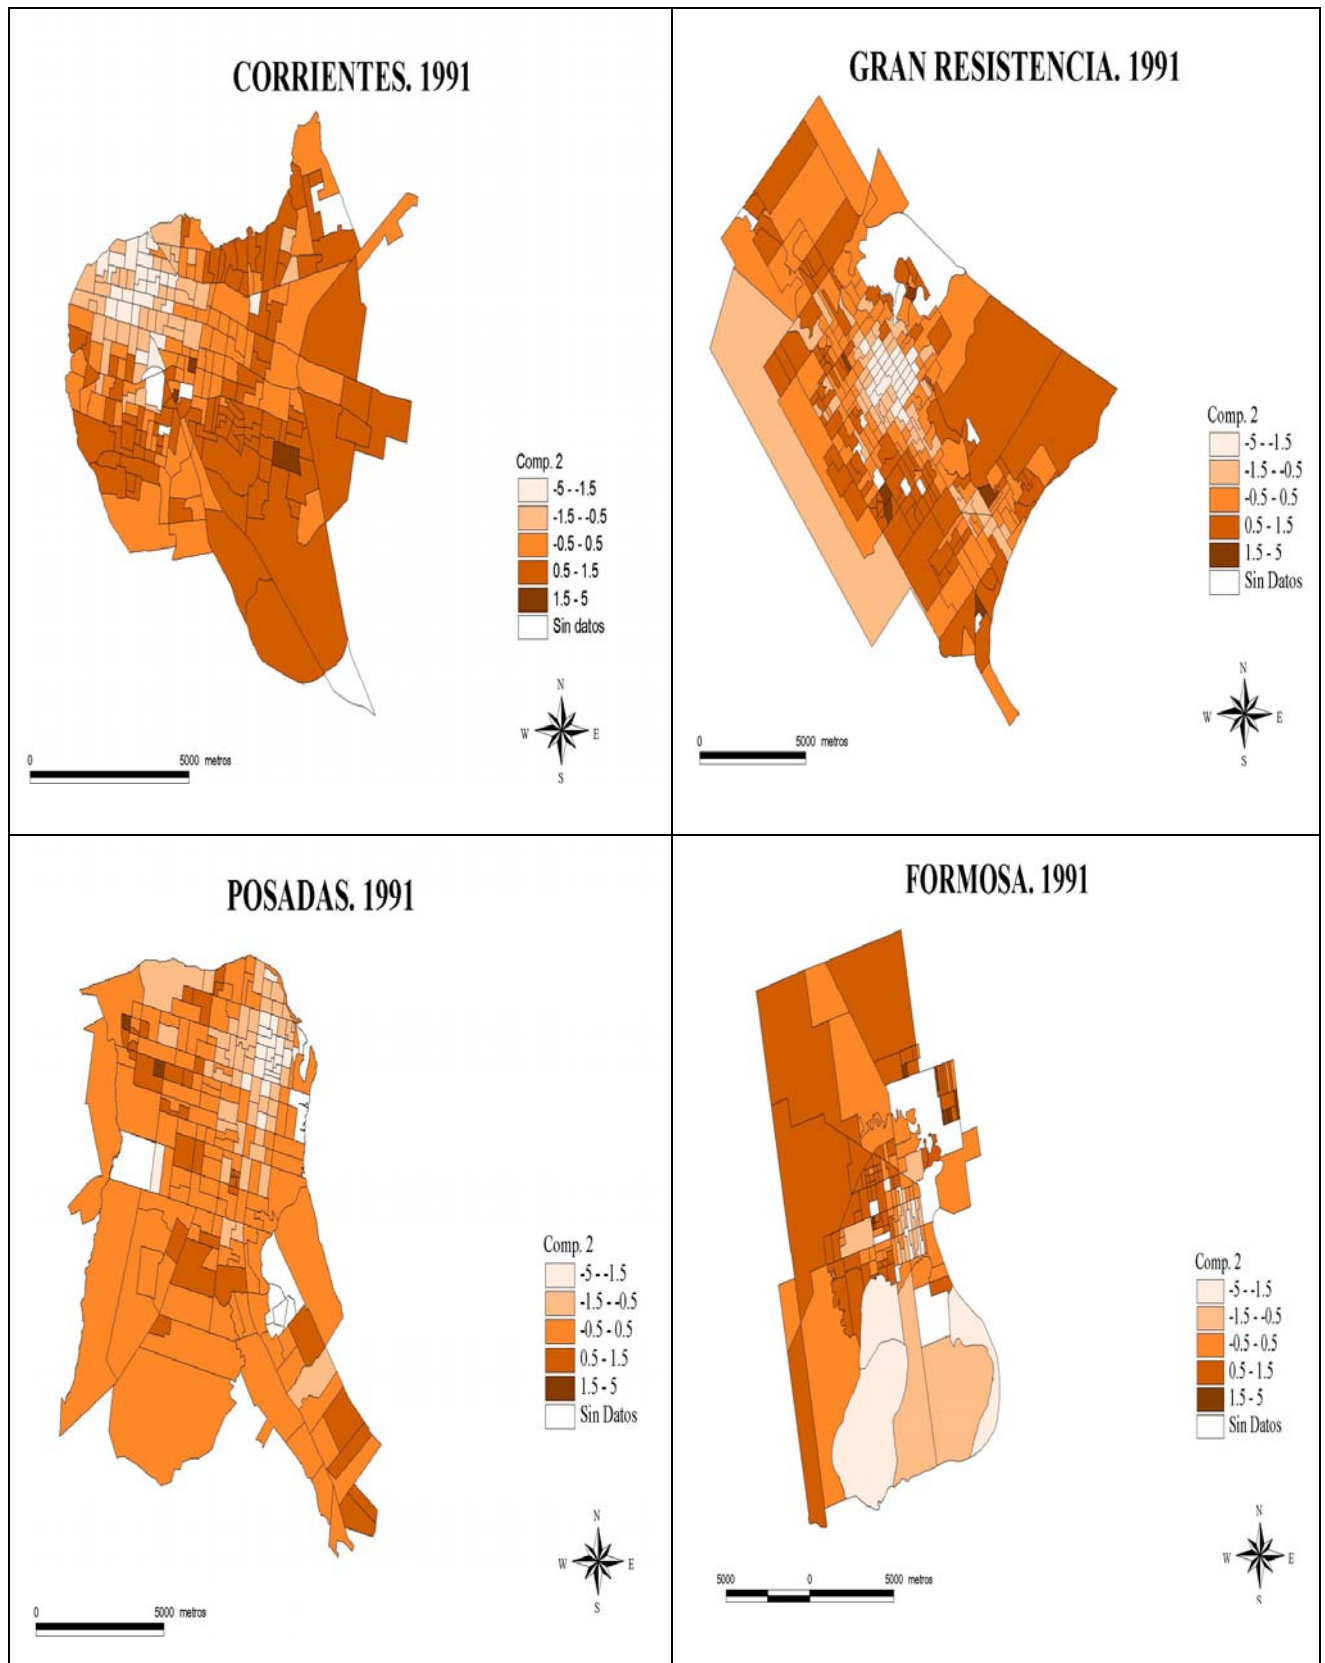 CORRIENTES. 1991
Comp. 2
-5 - -1.5
-1.5 - -0.5
-0.5 - 0.5
0.5 - 1.5
1.5 - 5
Sin datos
N
W E
S
0 5000 metros
GRAN RESISTENCIA. 1991
Comp. 2
-5 - -1.5
-1.5 - -0.5
-0.5 - 0.5
0.5 - 1.5
1.5 - 5
Sin Datos
N
W E
S
0 5000 metros
POSADAS. 1991
Comp. 2
-5 - -1.5
-1.5 - -0.5
-0.5 - 0.5
0.5 - 1.5
1.5 - 5
Sin Datos
N
W E
S
0 5000 metros
FORMOSA. 1991
Comp. 2
-5 - -1.5
-1.5 - -0.5
-0.5 - 0.5
0.5 - 1.5
1.5 - 5
Sin Datos
N
W E
S
5000 0 5000 metros